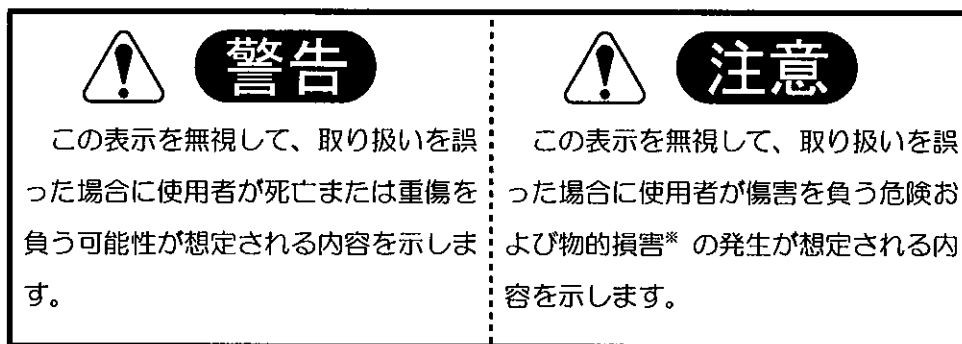 警告
この表示を無視して、取り扱いを誤
った場合に使用者が死亡または重傷を
負う可能性が想定される内容を示しま
す。
注意
この表示を無視して、取り扱いを誤
った場合に使用者が傷害を負う危険お
よび物的損害※ の発生が想定される内
容を示します。